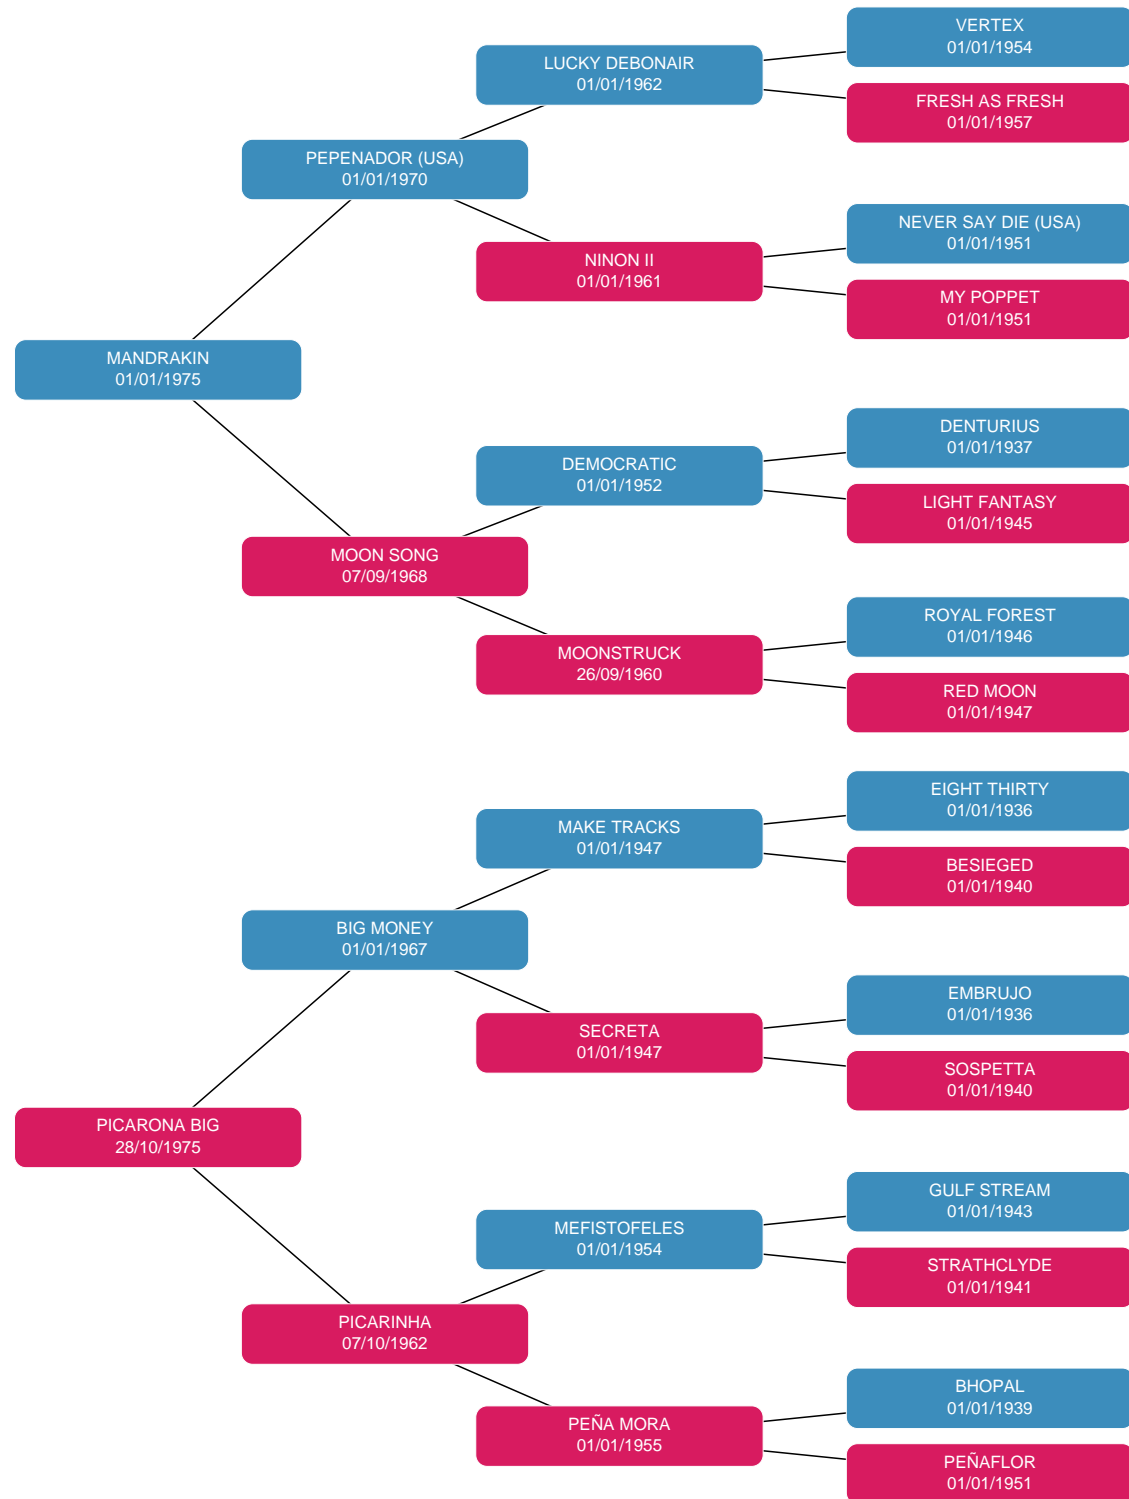 VERTEX
01/01/1954
LUCKY DEBONAIR
01/01/1962
FRESH AS FRESH
01/01/1957
PEPENADOR (USA)
01/01/1970
NEVER SAY DIE (USA)
01/01/1951
NINON II
01/01/1961
MY POPPET
01/01/1951
MANDRAKIN
01/01/1975
DENTURIUS
01/01/1937
DEMOCRATIC
01/01/1952
LIGHT FANTASY
01/01/1945
MOON SONG
07/09/1968
ROYAL FOREST
01/01/1946
MOONSTRUCK
26/09/1960
RED MOON
01/01/1947
EIGHT THIRTY
01/01/1936
MAKE TRACKS
01/01/1947
BESIEGED
01/01/1940
BIG MONEY
01/01/1967
EMBRUJO
01/01/1936
SECRETA
01/01/1947
SOSPETTA
01/01/1940
PICARONA BIG
28/10/1975
GULF STREAM
01/01/1943
MEFISTOFELES
01/01/1954
STRATHCLYDE
01/01/1941
PICARINHA
07/10/1962
BHOPAL
01/01/1939
PEÑA MORA
01/01/1955
PEÑAFLOR
01/01/1951